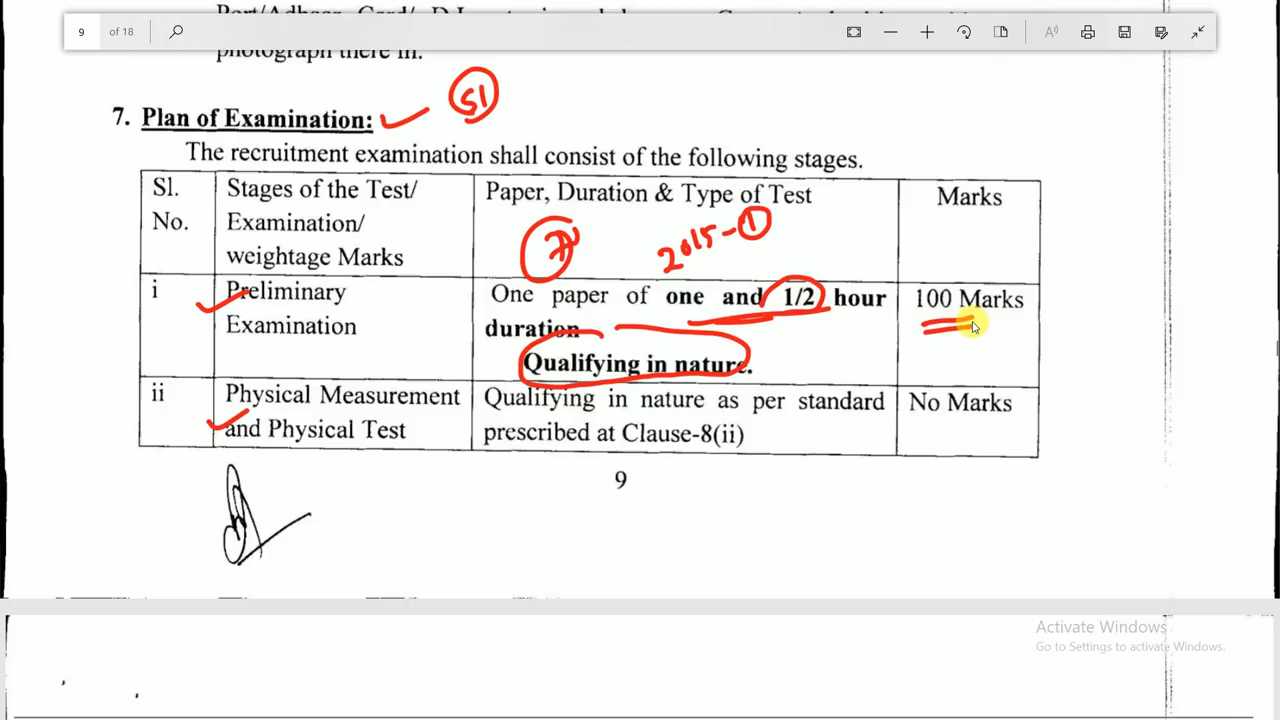 9 of 18
photograph there in.
SI
7. Plan of Examination:
The recruitment examination shall consist of the following stages.
Sl. No. Stages of the Test/ Examination/ weightage Marks Paper, Duration & Type of Test Marks
2015-1
i Preliminary Examination One paper of one and 1/2 hour duration Qualifying in nature. 100 Marks
ii Physical Measurement and Physical Test Qualifying in nature as per standard prescribed at Clause-8(ii) No Marks
9
Activate Windows
Go to Settings to activate Windows.